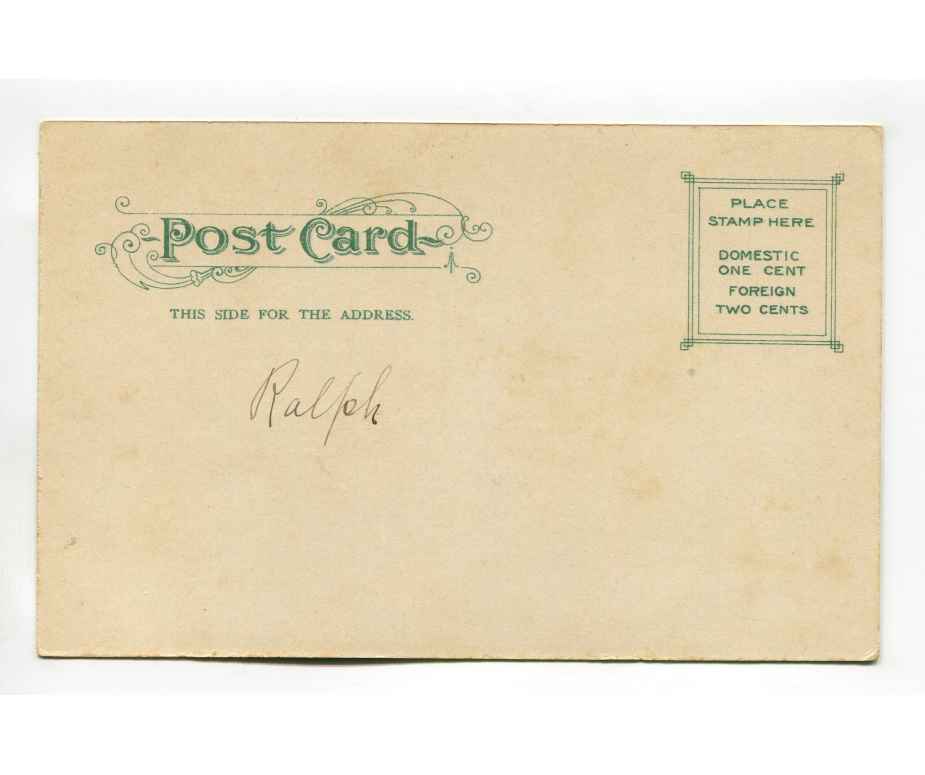 Post Card
THIS SIDE FOR THE ADDRESS.
PLACE
STAMP HERE
DOMESTIC
ONE CENT
FOREIGN
TWO CENTS
Ralph